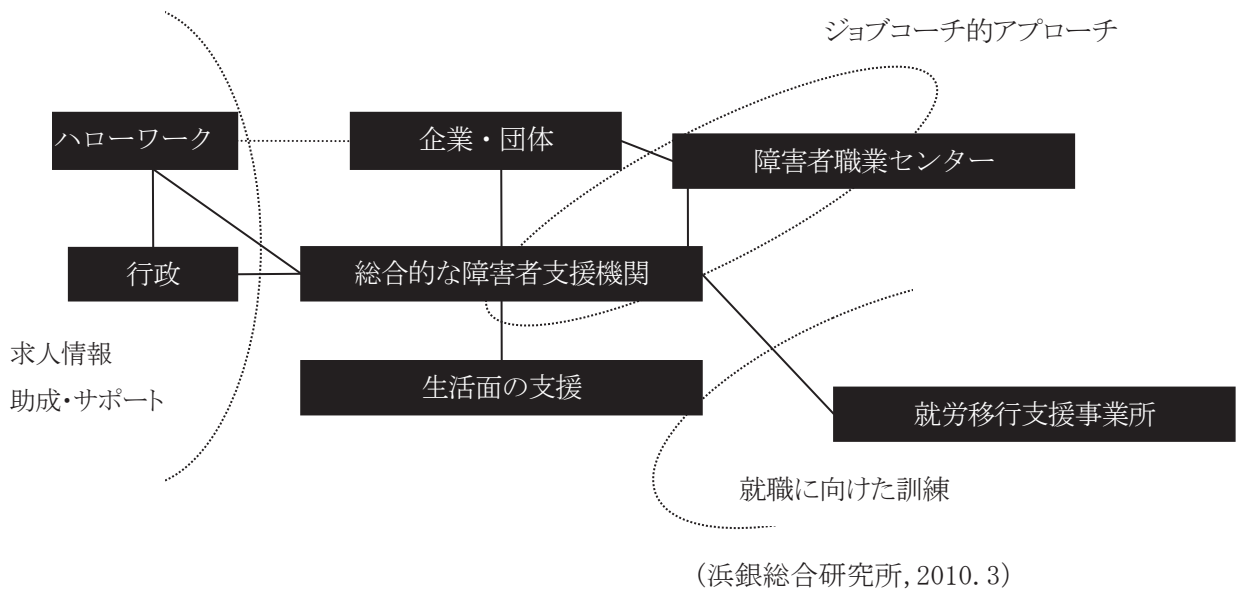 ジョブコーチ的アプローチ
ハローワーク
企業・団体
障害者職業センター
行政
総合的な障害者支援機関
求人情報
助成・サポート
生活面の支援
就労移行支援事業所
就職に向けた訓練
(浜銀総合研究所,2010.3)